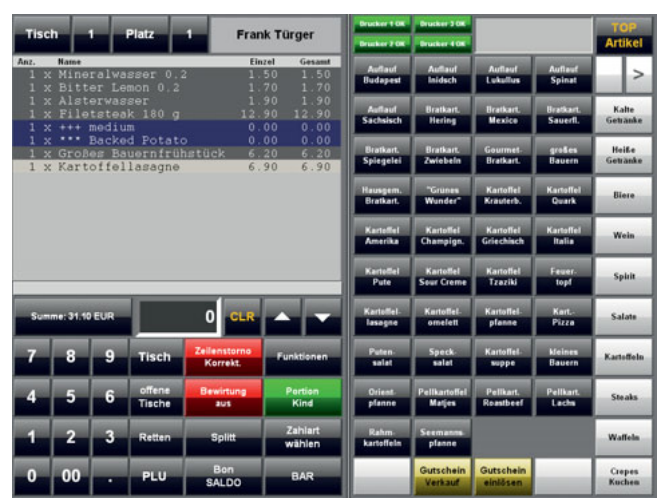 Tisch 1 Platz 1 Frank Türger
Anz. Name Einzel Gesamt
1 x Mineralwasser 0.2 1.50 1.50
1 x Bitter Lemon 0.2 1.70 1.70
1 x Alsterwasser 1.90 1.90
1 x Filetsteak 180 g 12.90 12.90
1 x +++ medium 0.00 0.00
1 x *** Backed Potato 0.00 0.00
1 x Großes Bauernfrühstück 6.20 6.20
1 x Kartoffellasagne 6.90 6.90
Summe: 31.10 EUR 0 CLR
7 8 9 Tisch Zeilenstorno Korrekt. Funktionen
4 5 6 offene Tische Bewirtung aus Portion Kind
1 2 3 Retten Splitt Zahlart wählen
0 00 . PLU Bon SALDO BAR
Drucker 1 OK Drucker 3 OK
Drucker 2 OK Drucker 4 OK
TOP
Artikel
>
Auflauf Auflauf Auflauf Auflauf
Budapest Inidsch Lukullus Spinat
Auflauf Bratkart. Bratkart. Bratkart. Kalte
Sächsisch Hering Mexico Sauerfl. Getränke
Bratkart. Bratkart. Gourmet- großes Heiße
Spiegelei Zwiebeln Bratkart. Bauern Getränke
Hausgem. "Grünes Kartoffel Kartoffel Biere
Bratkart. Wunder" Kräuterb. Quark
Kartoffel Kartoffel Kartoffel Kartoffel Wein
Amerika Champign. Griechisch Italia
Kartoffel Kartoffel Kartoffel Feuer- Spirit
Pute Sour Creme Tzaziki topf
Kartoffel- Kartoffel- Kartoffel- Kart.- Salate
lasagne omelett pfanne Pizza
Puten- Speck- Kartoffel- kleines Kartoffeln
salat salat suppe Bauern
Orient- Pellkartoffel Pellkart. Pellkart. Steaks
pfanne Matjes Roastbeef Lachs
Rahm- Seemanns- Waffeln
kartoffeln pfanne
Gutschein Gutschein Crepes
Verkauf einlösen Kuchen